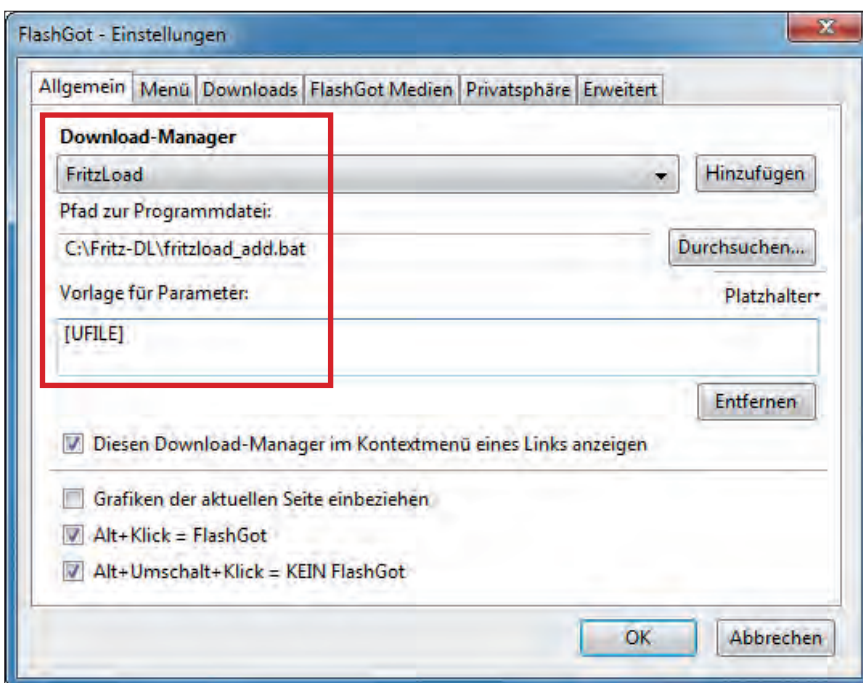 FlashGot - Einstellungen
Allgemein Menü Downloads FlashGot Medien Privatsphäre Erweitert
Download-Manager
FritzLoad Hinzufügen
Pfad zur Programmdatei:
C:\Fritz-DL\fritzload_add.bat Durchsuchen...
Vorlage für Parameter: Platzhalter
[UFILE]
Entfernen
Diesen Download-Manager im Kontextmenü eines Links anzeigen
Grafiken der aktuellen Seite einbeziehen
Alt+Klick = FlashGot
Alt+Umschalt+Klick = KEIN FlashGot
OK Abbrechen